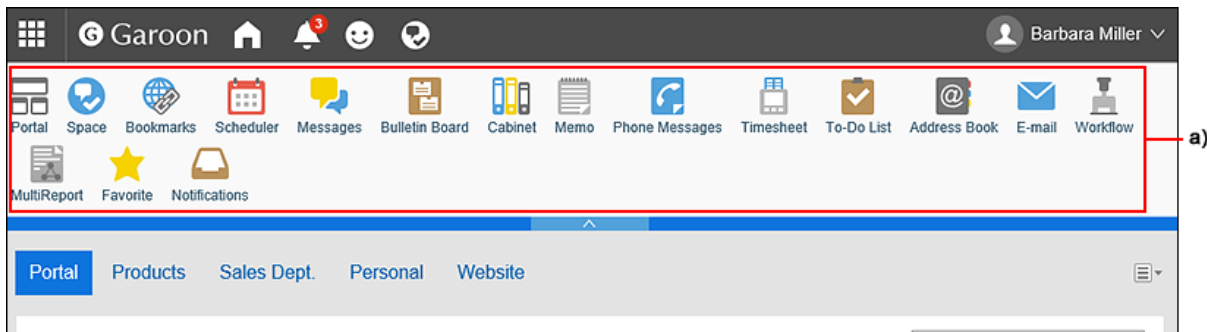 G Garoon 3 Barbara Miller
Portal Space Bookmarks Scheduler Messages Bulletin Board Cabinet Memo Phone Messages Timesheet To-Do List Address Book E-mail Workflow
a)
MultiReport Favorite Notifications
Portal Products Sales Dept. Personal Website